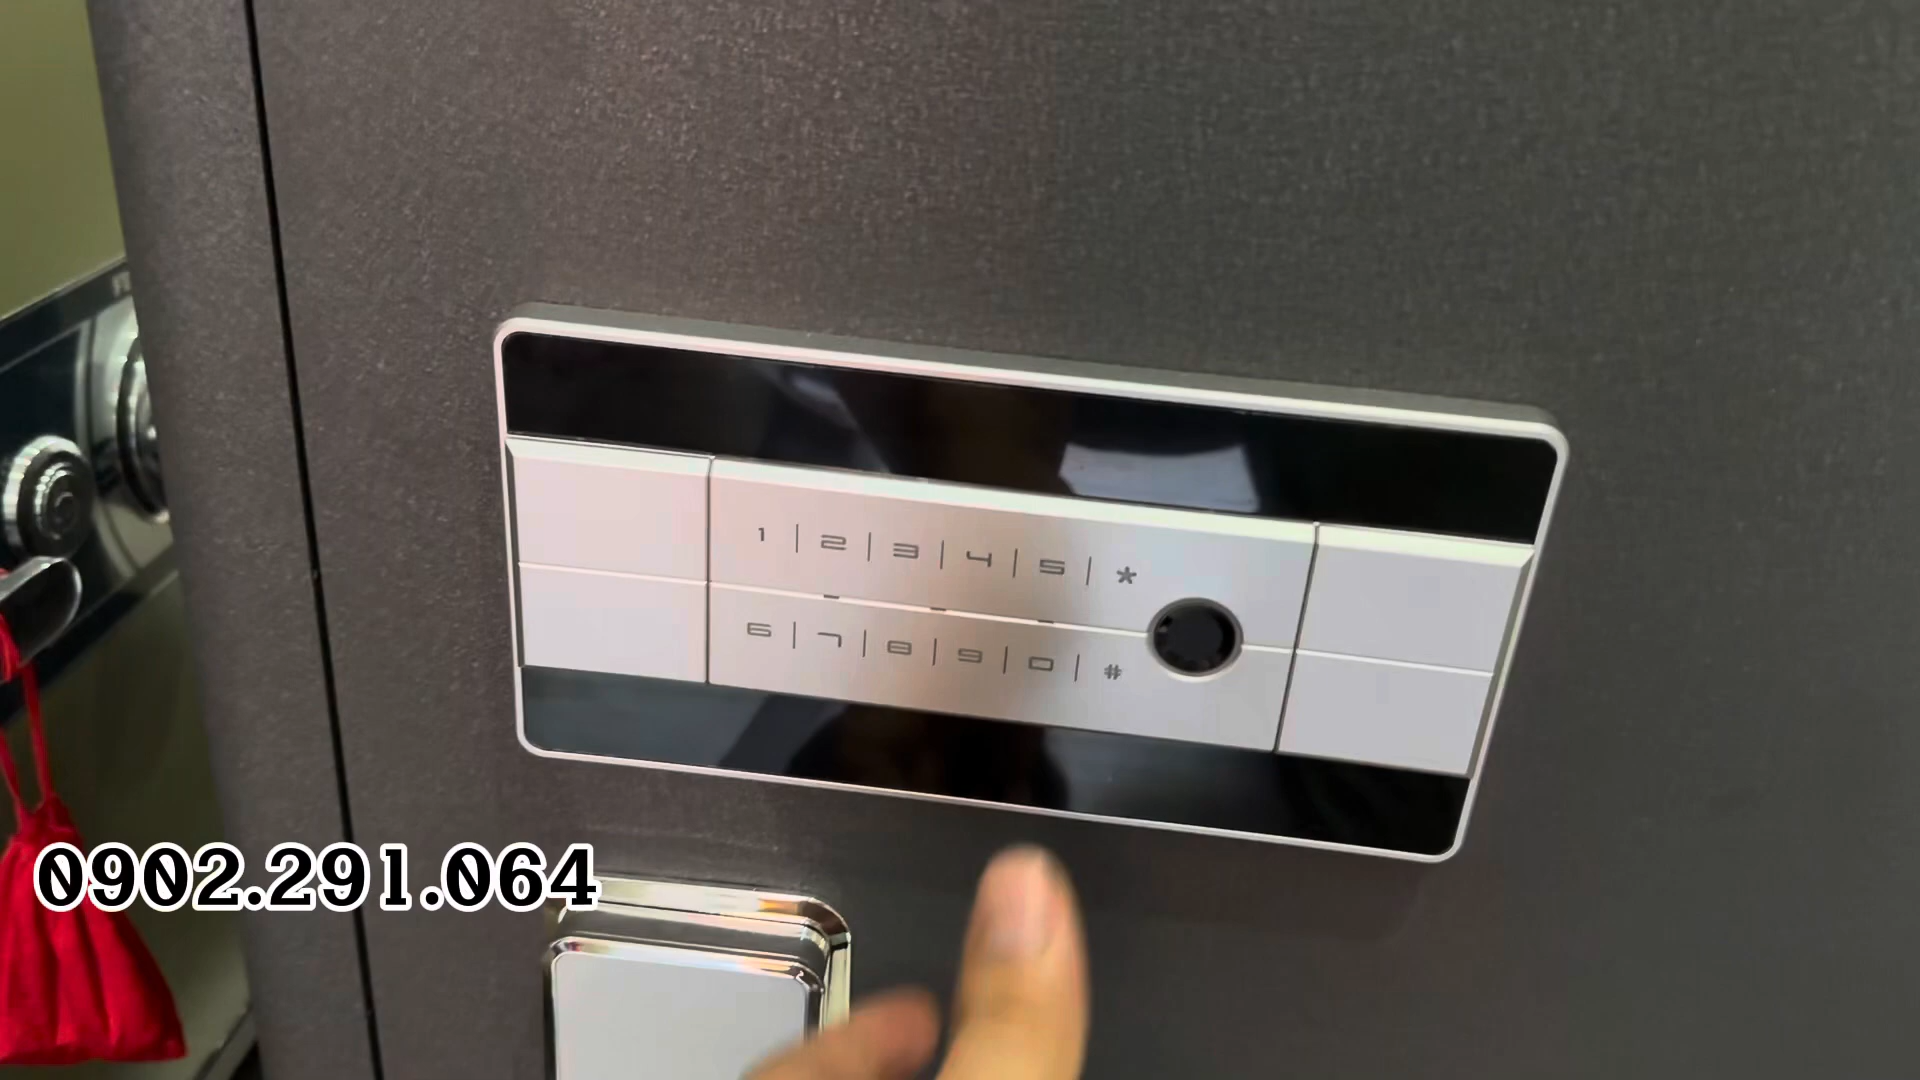 1 | 2 | 3 | 4 | 5 | *
6 | 7 | 8 | 9 | 0 | #
0902.291.064